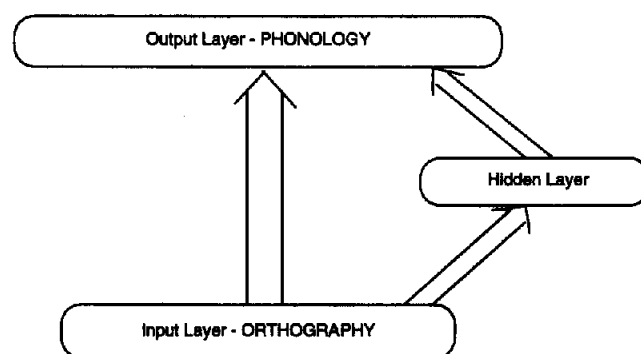 Output Layer - PHONOLOGY
Hidden Layer
Input Layer - ORTHOGRAPHY